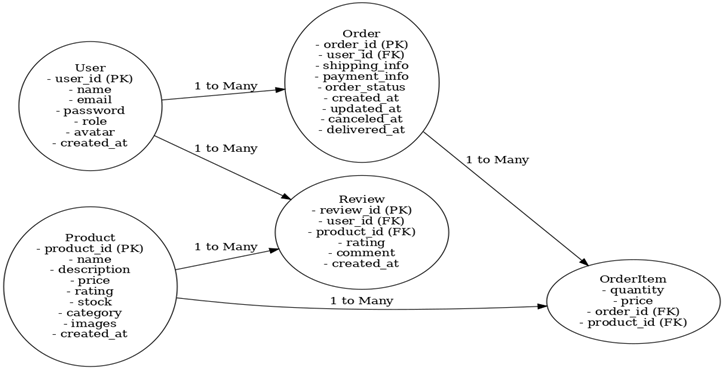 User
- user_id (PK)
- name
- email
- password
- role
- avatar
- created_at
1 to Many
Order
- order_id (PK)
- user_id (FK)
- shipping_info
- payment_info
- order_status
- created_at
- updated_at
- canceled_at
- delivered_at
1 to Many
1 to Many
Review
- review_id (PK)
- user_id (FK)
- product_id (FK)
- rating
- comment
- created_at
Product
- product_id (PK)
- name
- description
- price
- rating
- stock
- category
- images
- created_at
1 to Many
1 to Many
OrderItem
- quantity
- price
- order_id (FK)
- product_id (FK)